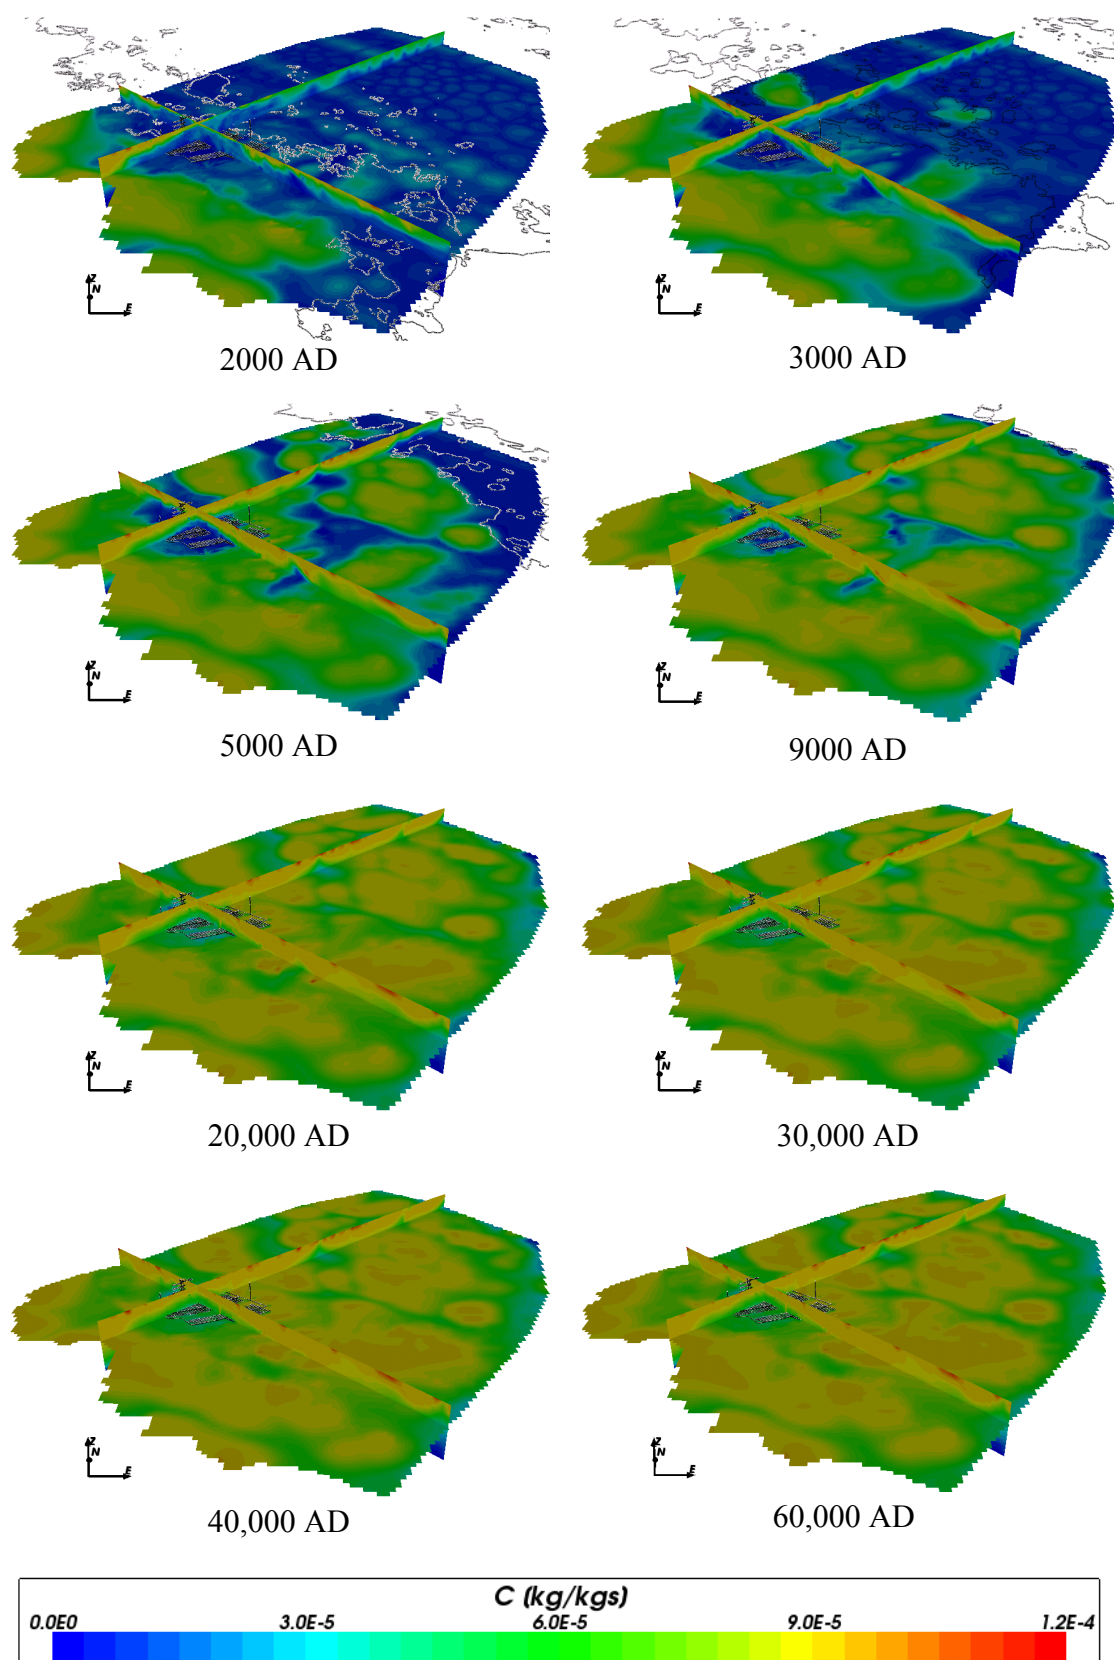 Z
N
E
2000 AD
Z
N
E
3000 AD
Z
N
E
5000 AD
Z
N
E
9000 AD
Z
N
E
20,000 AD
Z
N
E
30,000 AD
Z
N
E
40,000 AD
Z
N
E
60,000 AD
C (kg/kgs)
0.0E0 3.0E-5 6.0E-5 9.0E-5 1.2E-4